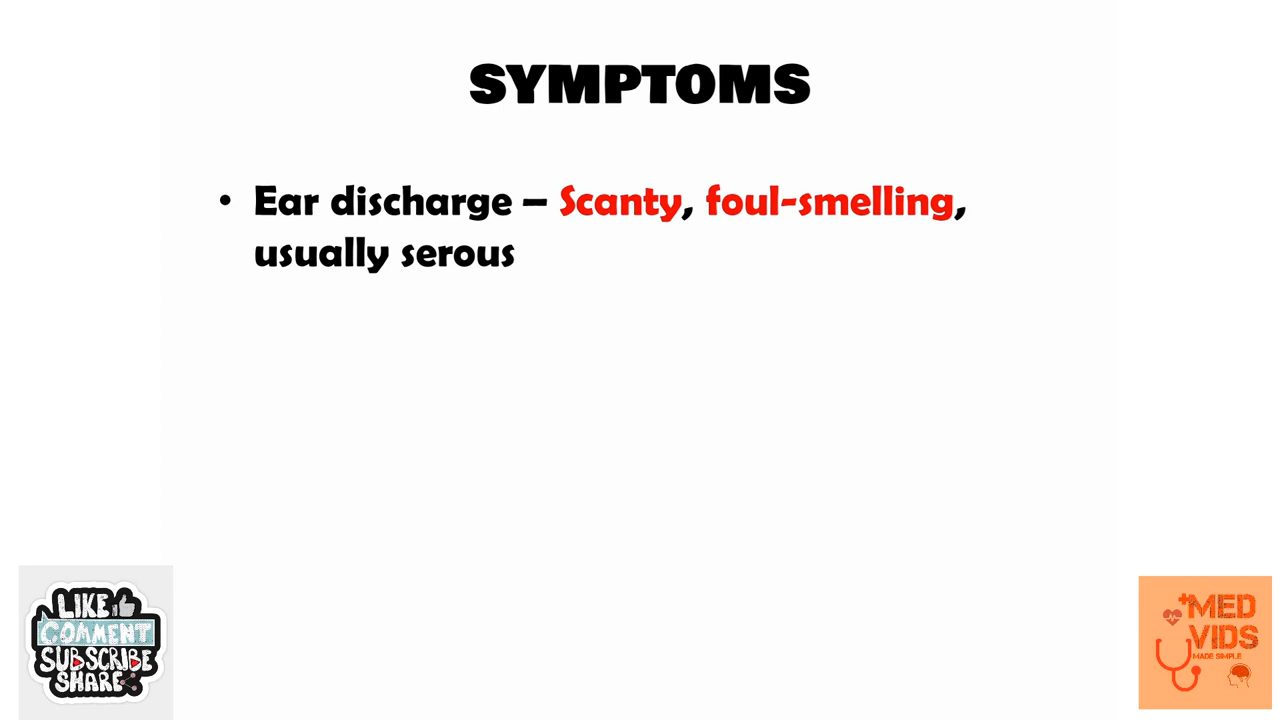 SYMPTOMS
• Ear discharge – Scanty, foul-smelling,
usually serous
LIKE
COMMENT
SUBSCRIBE
SHARE
MED
VIDS
MADE SIMPLE